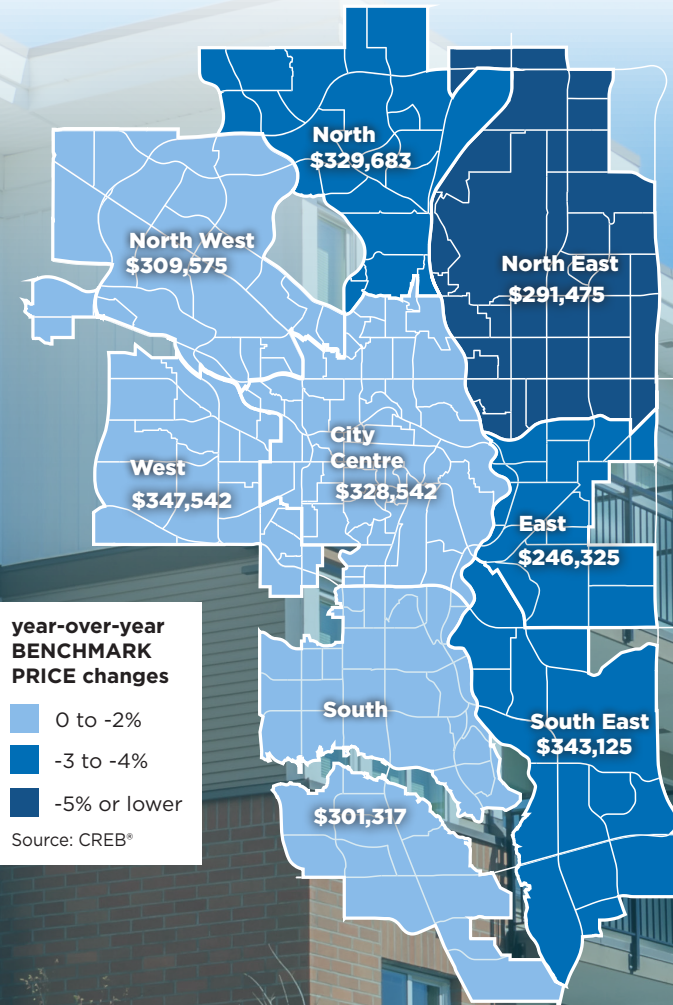 North
$329,683
North West
$309,575
North East
$291,475
City
Centre
$328,542
West
$347,542
East
$246,325
South
$301,317
South East
$343,125
year-over-year
BENCHMARK
PRICE changes
0 to -2%
-3 to -4%
-5% or lower
Source: CREB®